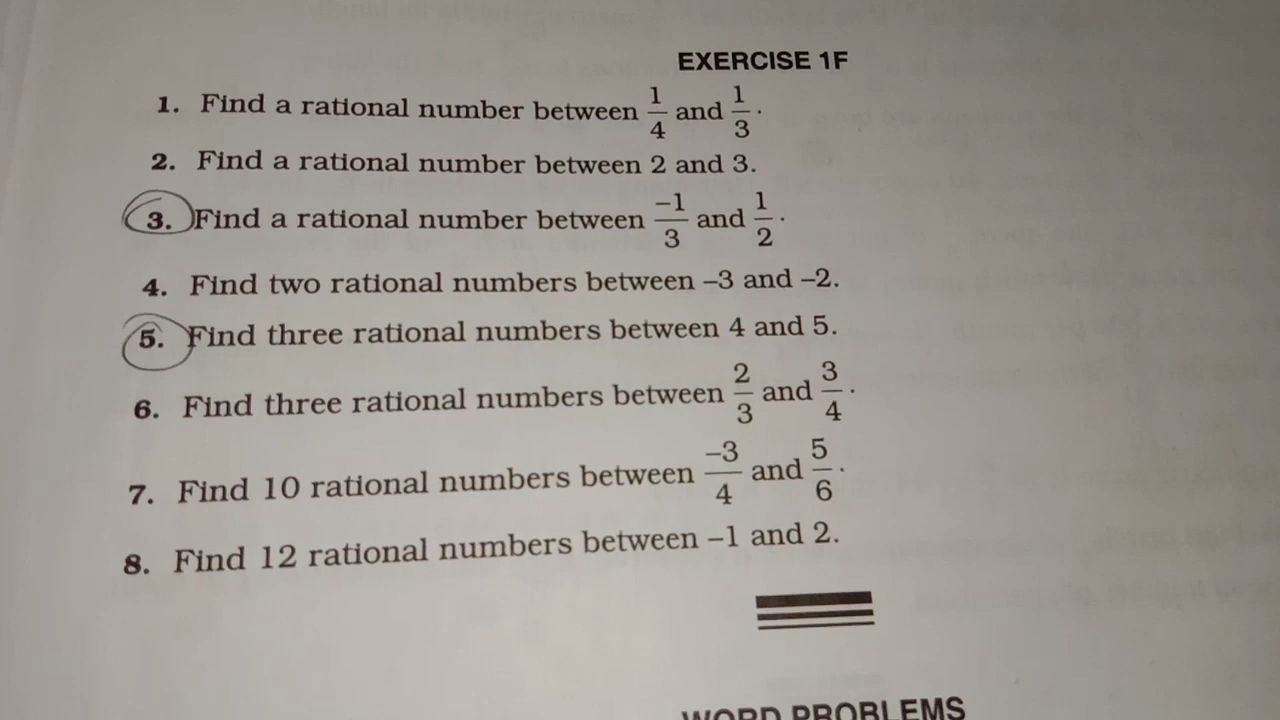 EXERCISE 1F
1. Find a rational number between 1/4 and 1/3.
2. Find a rational number between 2 and 3.
3. Find a rational number between -1/3 and 1/2.
4. Find two rational numbers between –3 and –2.
5. Find three rational numbers between 4 and 5.
6. Find three rational numbers between 2/3 and 3/4.
7. Find 10 rational numbers between -3/4 and 5/6.
8. Find 12 rational numbers between –1 and 2.
WORD PROBLEMS